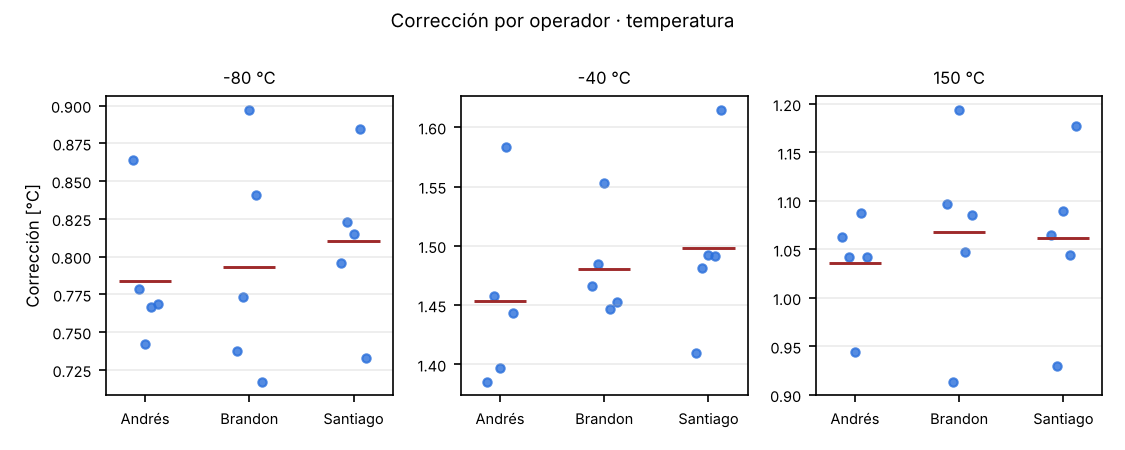 Corrección por operador · temperatura
-80 °C
-40 °C
150 °C
Corrección [°C]
0.900
0.875
0.850
0.825
0.800
0.775
0.750
0.725
1.60
1.55
1.50
1.45
1.40
1.20
1.15
1.10
1.05
1.00
0.95
0.90
Andrés Brandon Santiago
Andrés Brandon Santiago
Andrés Brandon Santiago